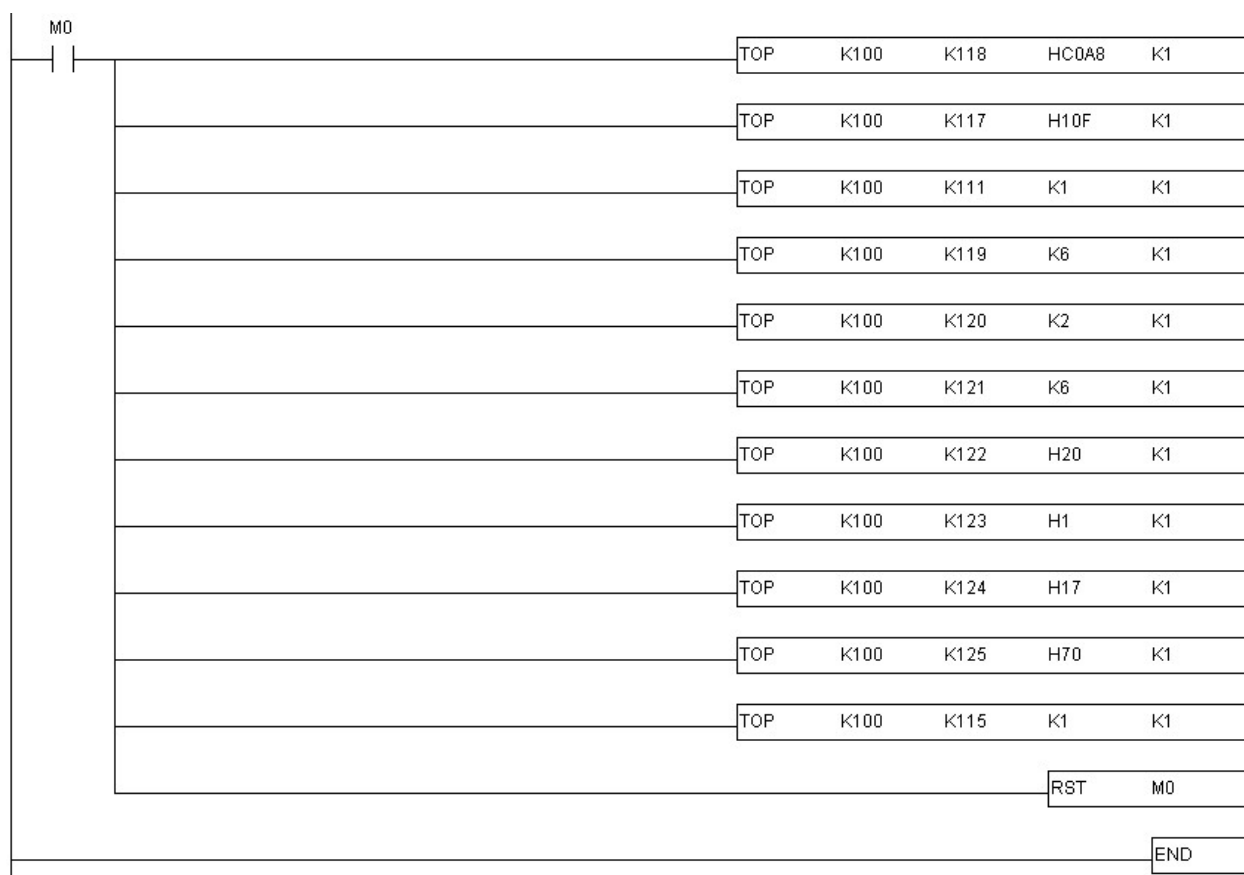 M0
TOP K100 K118 HC0A8 K1
TOP K100 K117 H10F K1
TOP K100 K111 K1 K1
TOP K100 K119 K6 K1
TOP K100 K120 K2 K1
TOP K100 K121 K6 K1
TOP K100 K122 H20 K1
TOP K100 K123 H1 K1
TOP K100 K124 H17 K1
TOP K100 K125 H70 K1
TOP K100 K115 K1 K1
RST M0
END